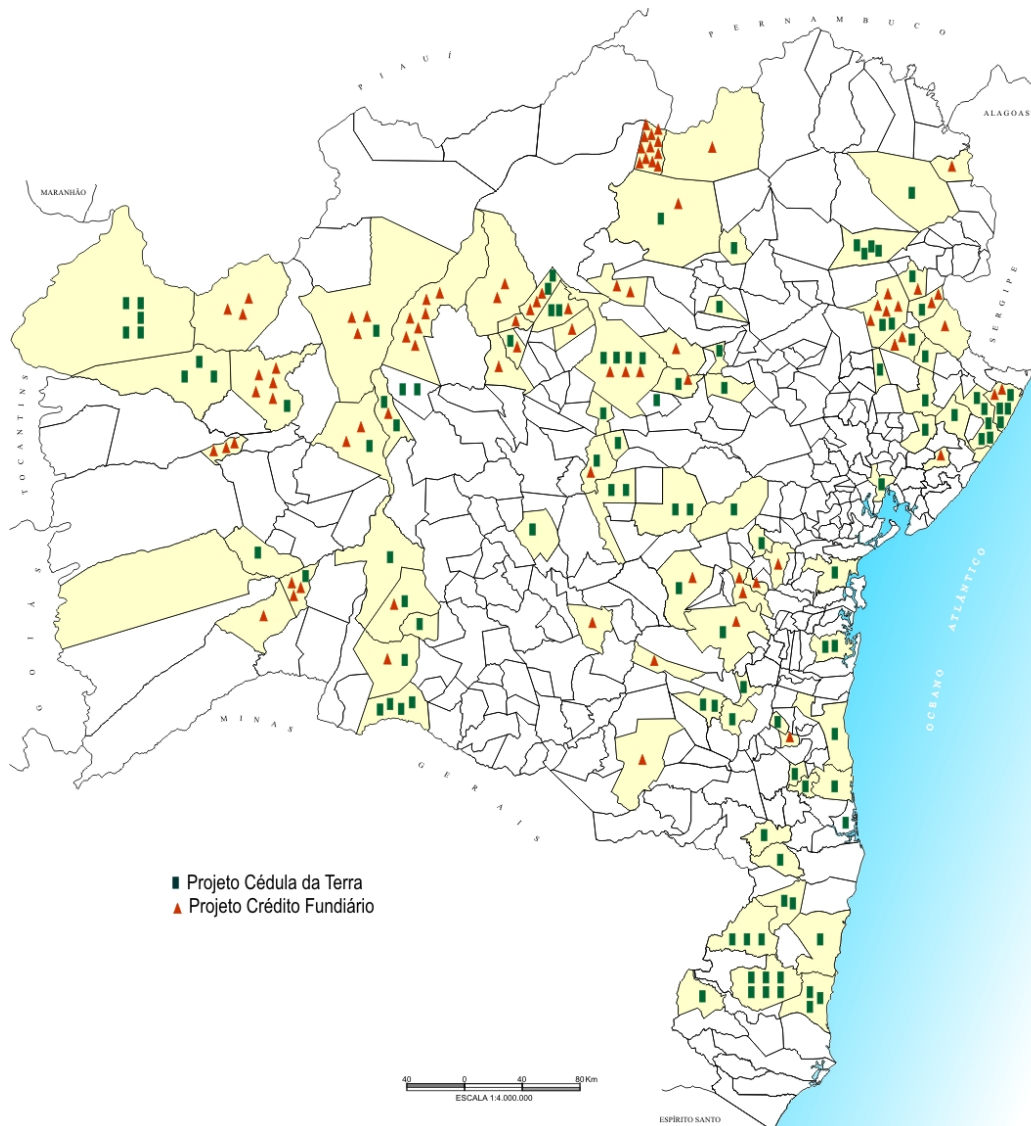 PERNAMBUCO
PIAUÍ
ALAGOAS
MARANHÃO
SERGIPE
TOCANTINS
GOIÁS
OCEANO ATLÂNTICO
MINAS
GERAIS
Projeto Cédula da Terra
Projeto Crédito Fundiário
40 0 40 80 Km
ESCALA 1:4.000.000
ESPÍRITO SANTO